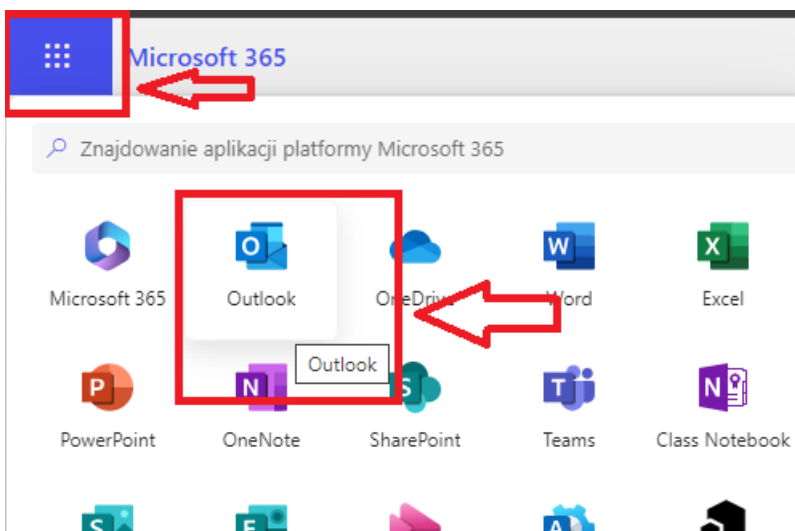 Microsoft 365
Znajdowanie aplikacji platformy Microsoft 365
Microsoft 365
Outlook
OneDrive
Word
Excel
Outlook
PowerPoint
OneNote
SharePoint
Teams
Class Notebook